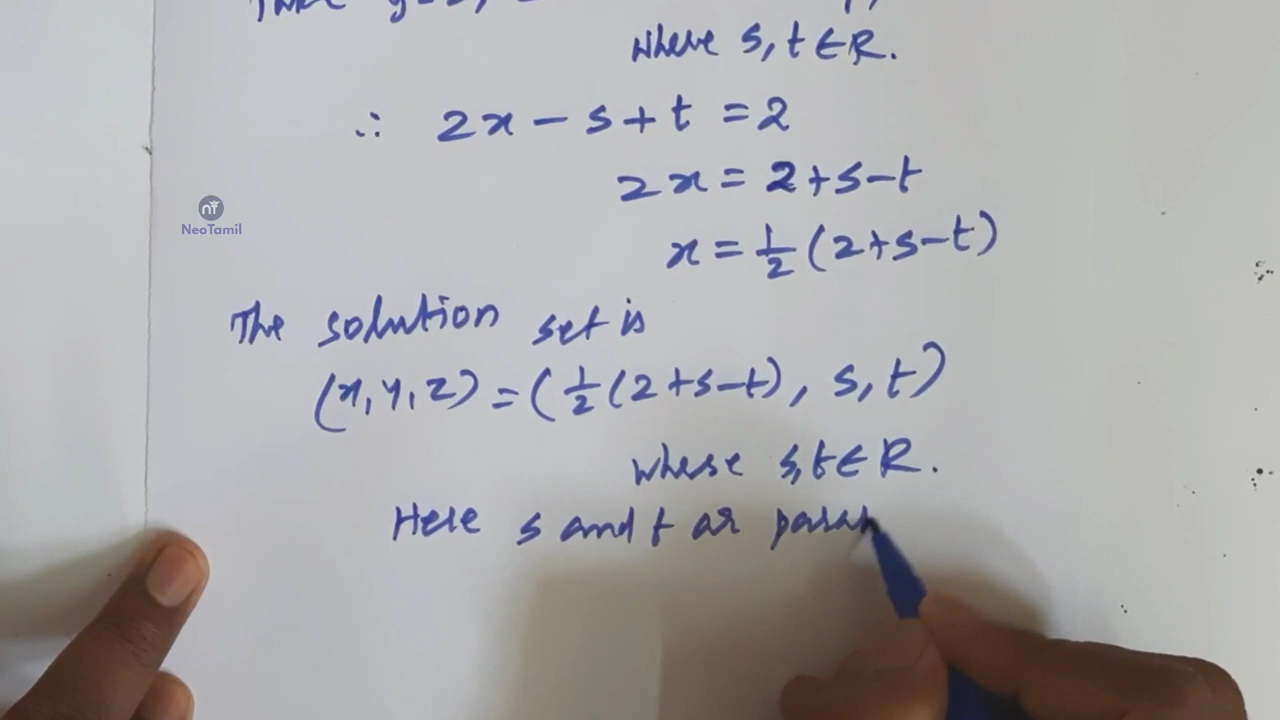 where s, t ∈ R.
∴ 2x - s + t = 2
2x = 2 + s - t
NeoTamil
x = 1/2 (2 + s - t)
The solution set is
(x, y, z) = (1/2 (2 + s - t), s, t)
where s, t ∈ R.
Here s and t ar param